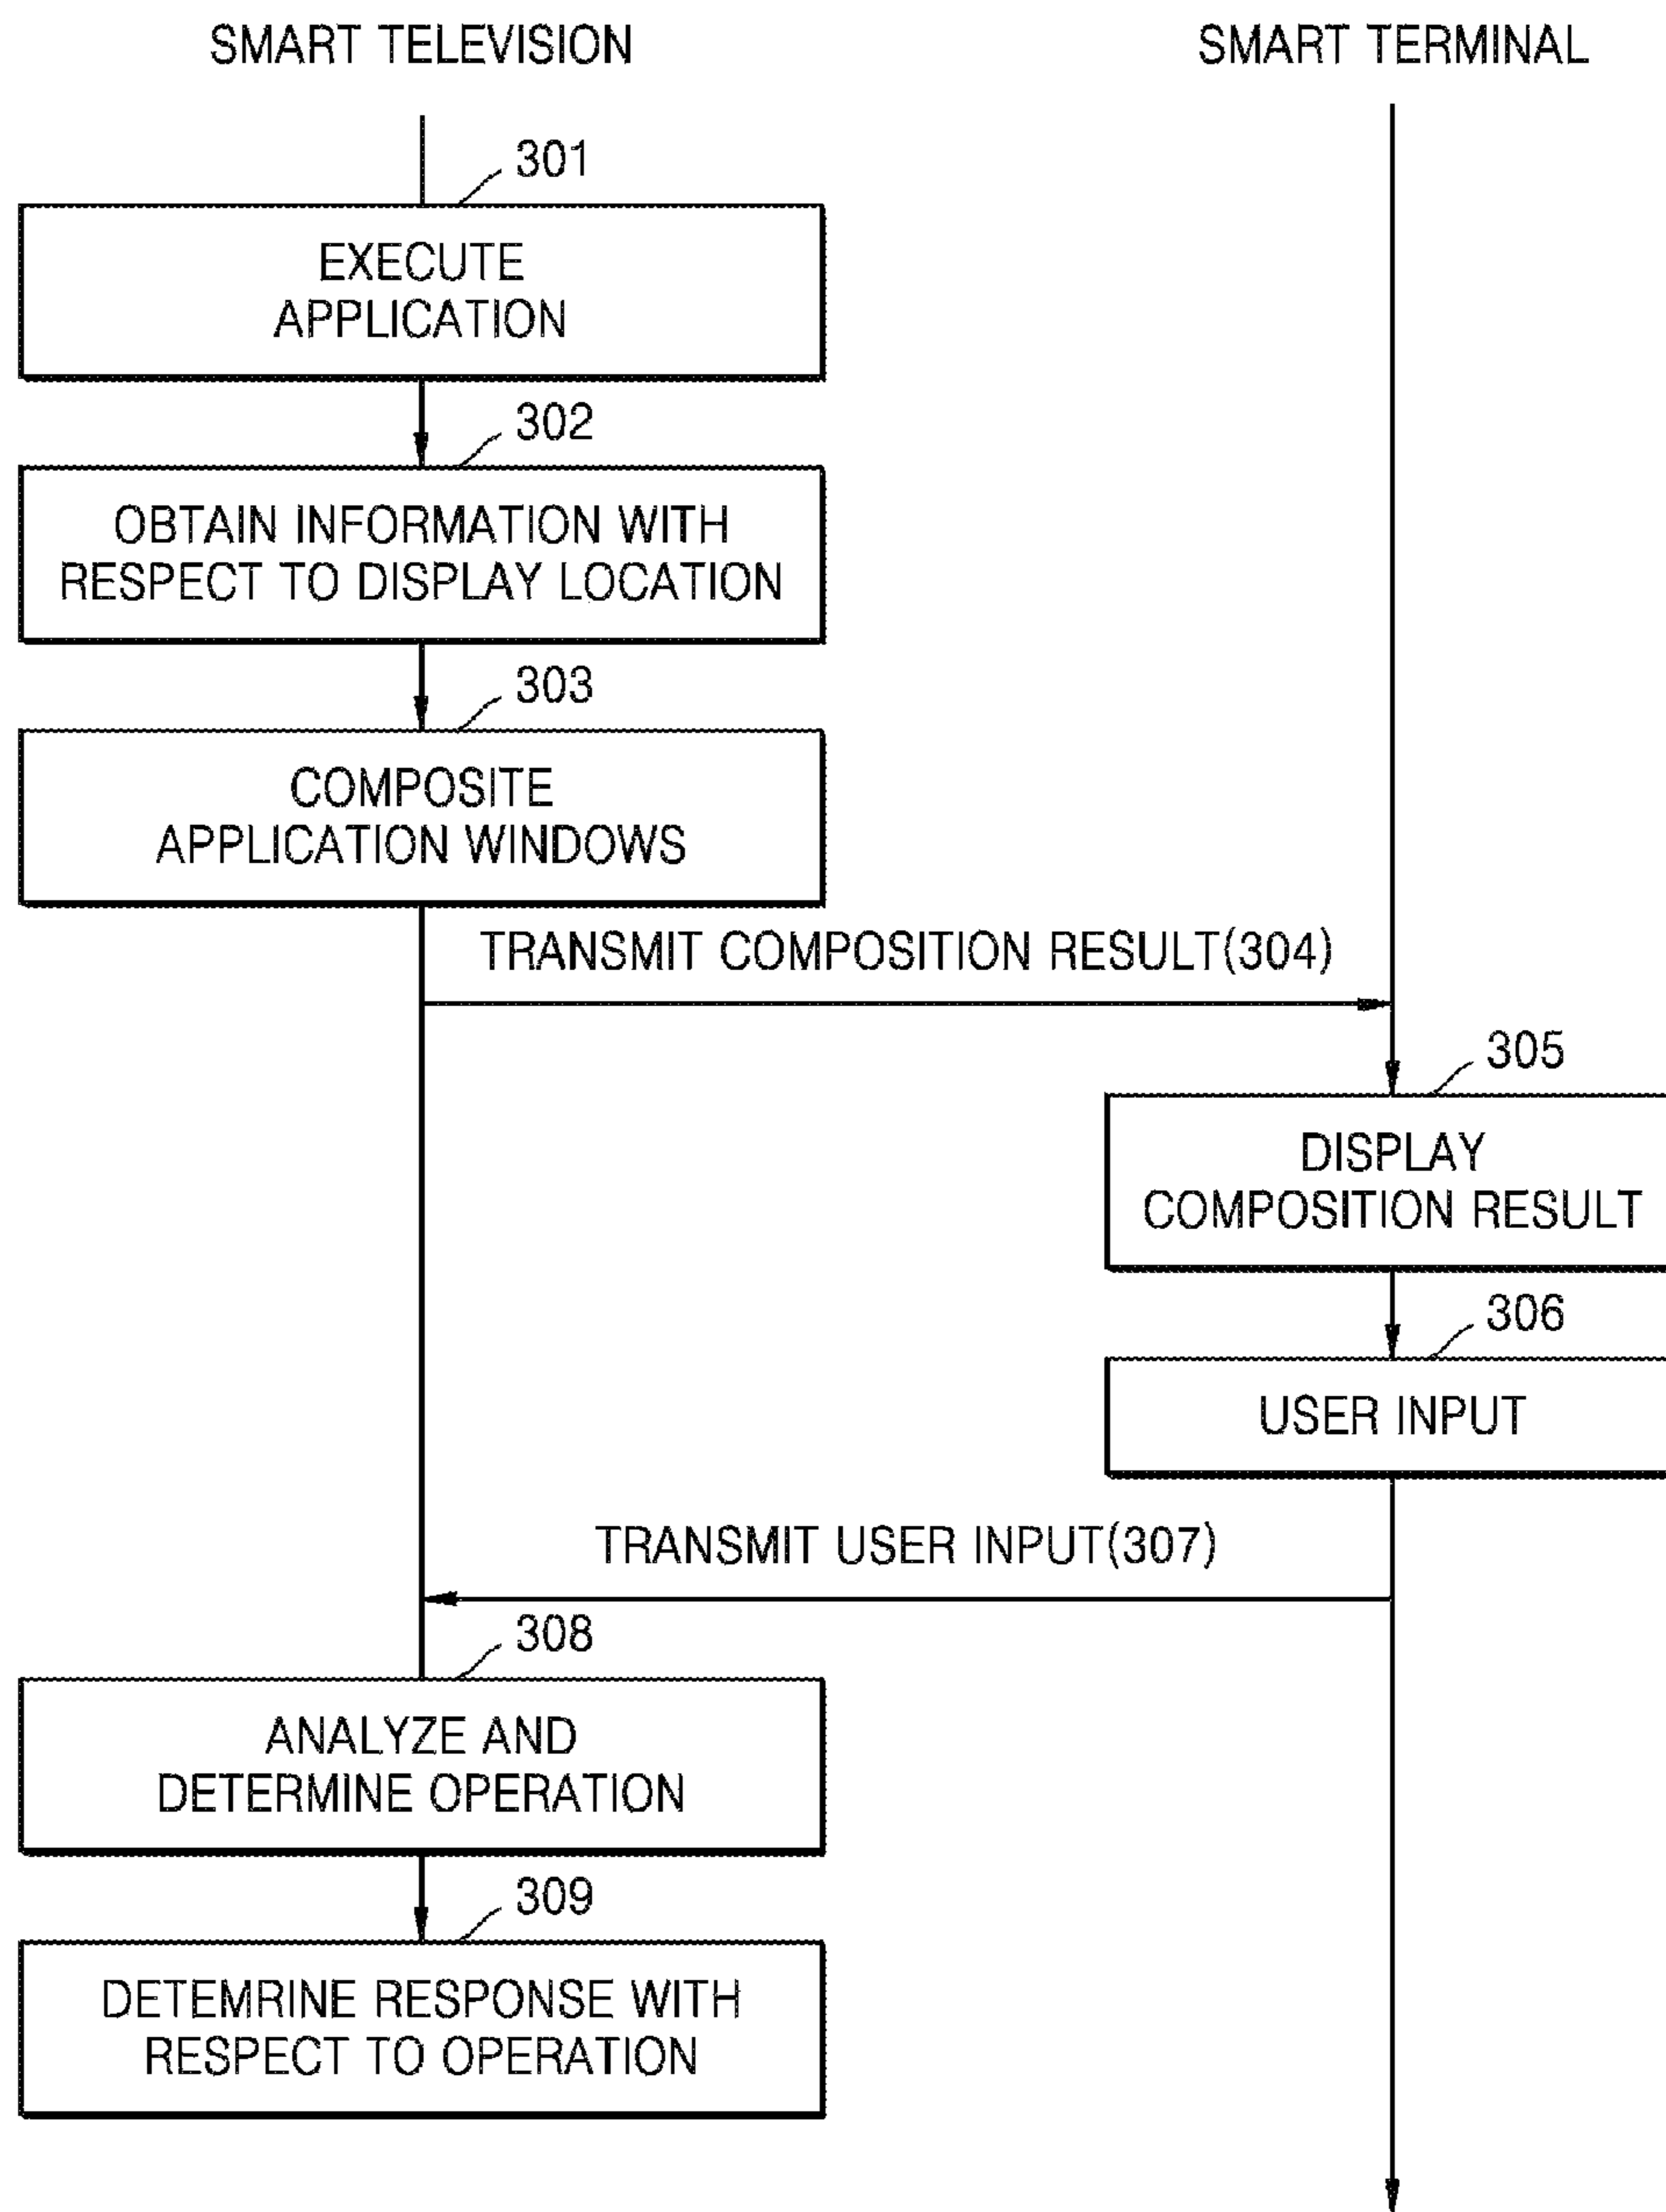 SMART TELEVISION
SMART TERMINAL
301
EXECUTE
APPLICATION
302
OBTAIN INFORMATION WITH
RESPECT TO DISPLAY LOCATION
303
COMPOSITE
APPLICATION WINDOWS
TRANSMIT COMPOSITION RESULT(304)
305
DISPLAY
COMPOSITION RESULT
306
USER INPUT
TRANSMIT USER INPUT(307)
308
ANALYZE AND
DETERMINE OPERATION
309
DETEMRINE RESPONSE WITH
RESPECT TO OPERATION